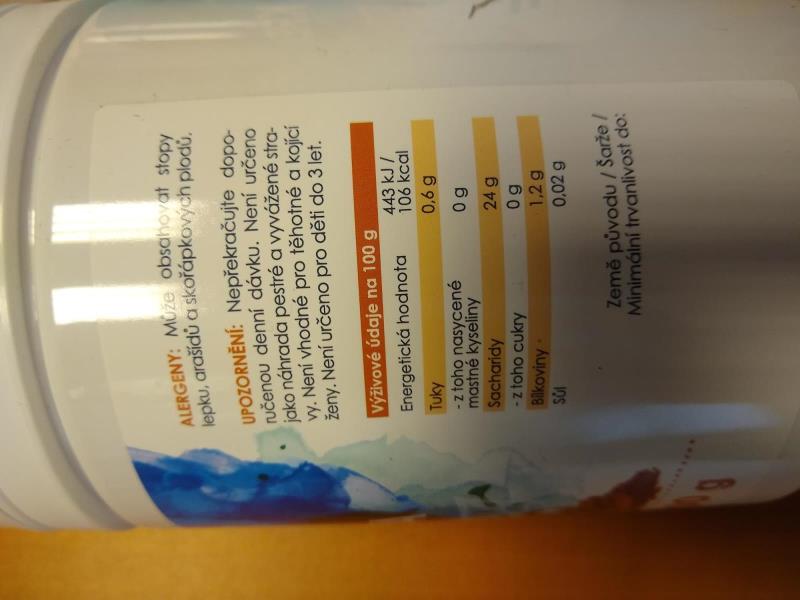 ALERGENY: Může obsahovat stopy
lepku, arašídů a skořápkových plodů.
UPOZORNĚNÍ: Nepřekračujte dopo-
ručenou denní dávku. Není určeno
jako náhrada pestré a vyvážené stra-
vy. Není vhodné pro těhotné a kojící
ženy. Není určeno pro děti do 3 let.
Výživové údaje na 100 g
Energetická hodnota 443 kJ /
106 kcal
Tuky 0,6 g
- z toho nasycené
mastné kyseliny 0 g
Sacharidy 24 g
- z toho cukry 0 g
Bílkoviny 1,2 g
Sůl 0,02 g
Země původu / Šarže /
Minimální trvanlivost do: